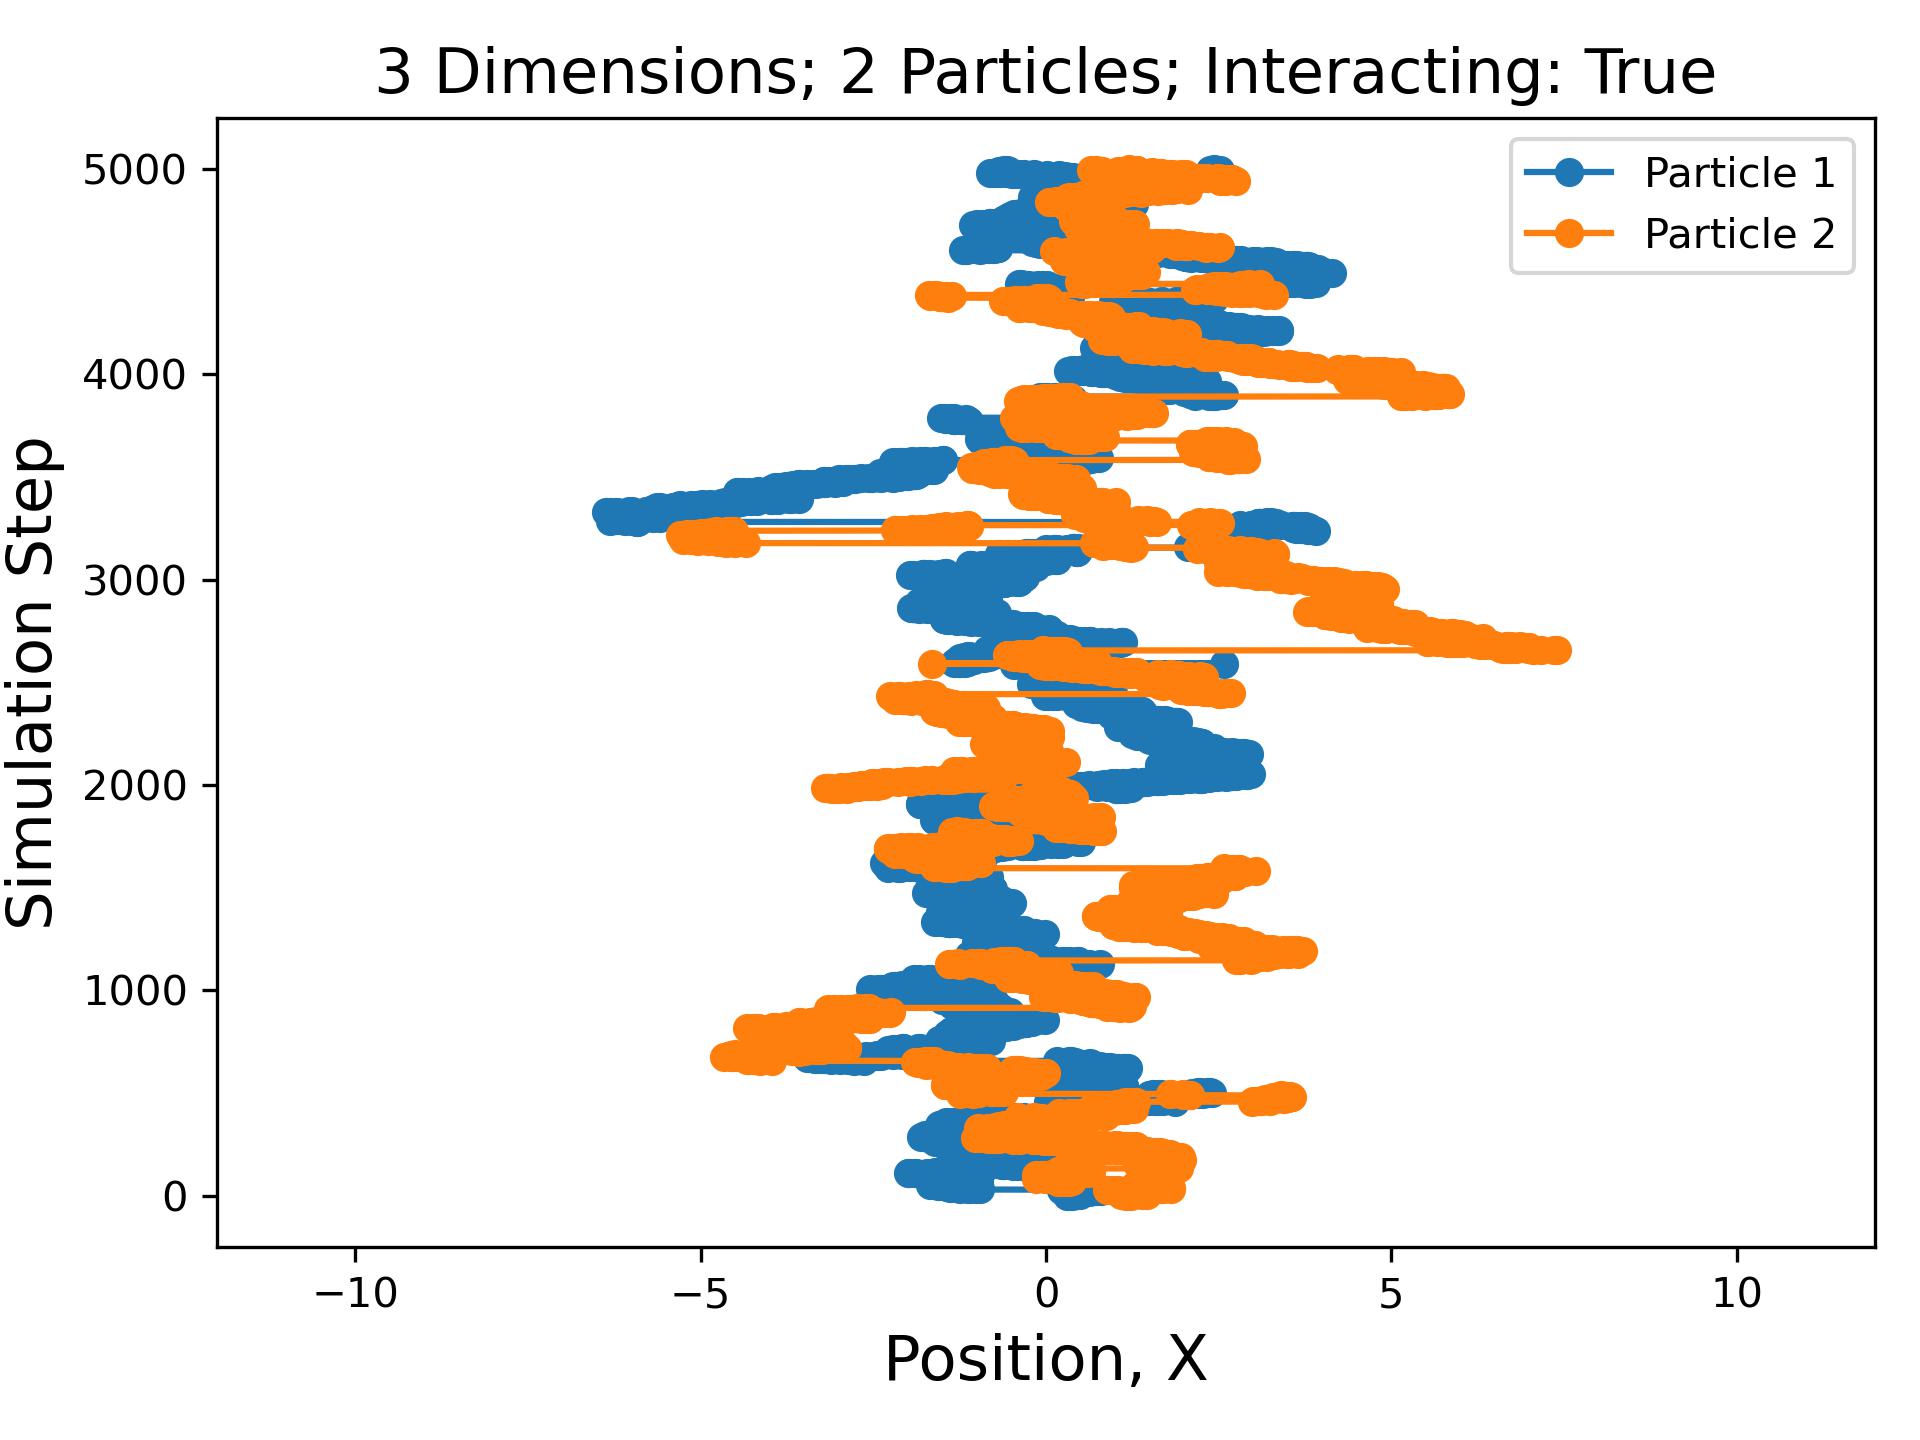 3 Dimensions; 2 Particles; Interacting: True
Particle 1
Particle 2
5000
4000
3000
2000
1000
0
Simulation Step
−10
−5
0
5
10
Position, X